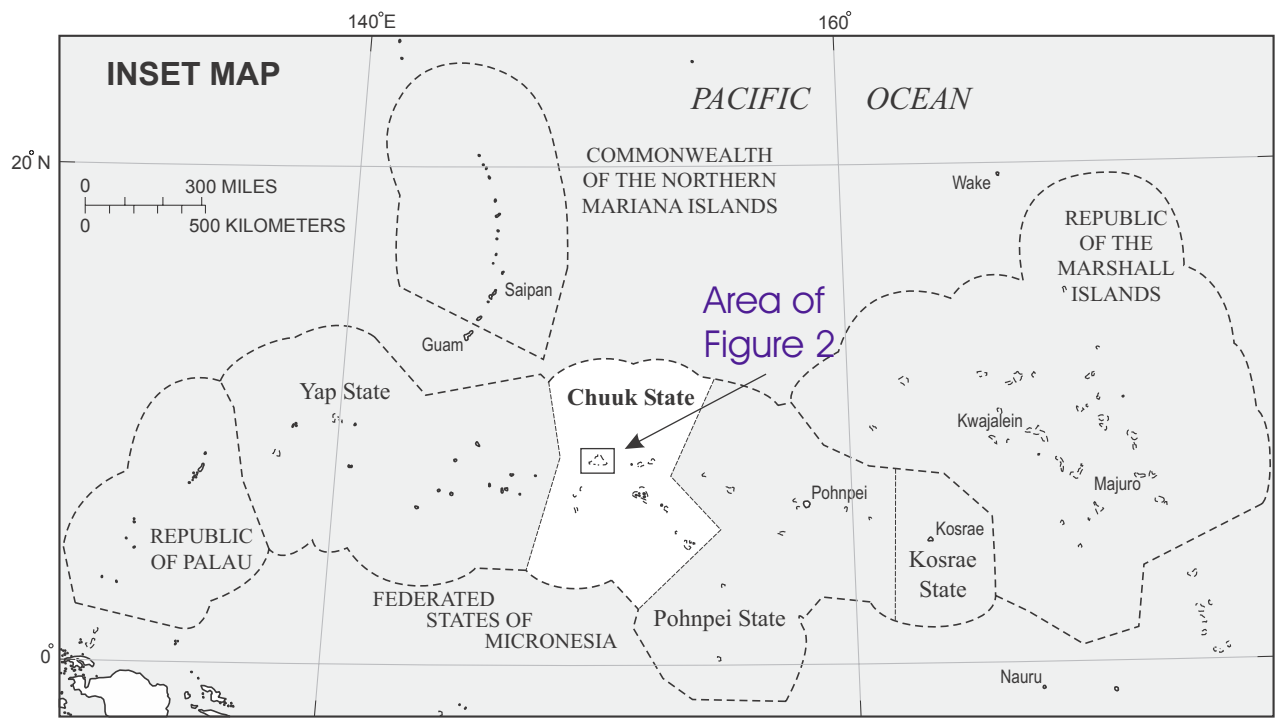 140°E
160°
INSET MAP
PACIFIC OCEAN
20°N
0 300 MILES
0 500 KILOMETERS
COMMONWEALTH
OF THE NORTHERN
MARIANA ISLANDS
Wake
REPUBLIC
OF THE
MARSHALL
ISLANDS
Saipan
Guam
Area of
Figure 2
Yap State
Chuuk State
Kwajalein
Majuro
Pohnpei
Kosrae
Kosrae
State
REPUBLIC
OF PALAU
FEDERATED
STATES OF
MICRONESIA
Pohnpei State
0°
Nauru